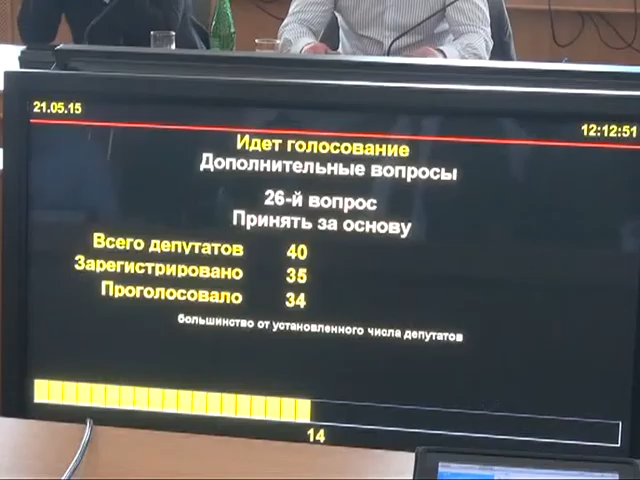 21.05.15
12:12:51
Идет голосование
Дополнительные вопросы
26-й вопрос
Принять за основу
Всего депутатов 40
Зарегистрировано 35
Проголосовало 34
большинство от установленного числа депутатов
14